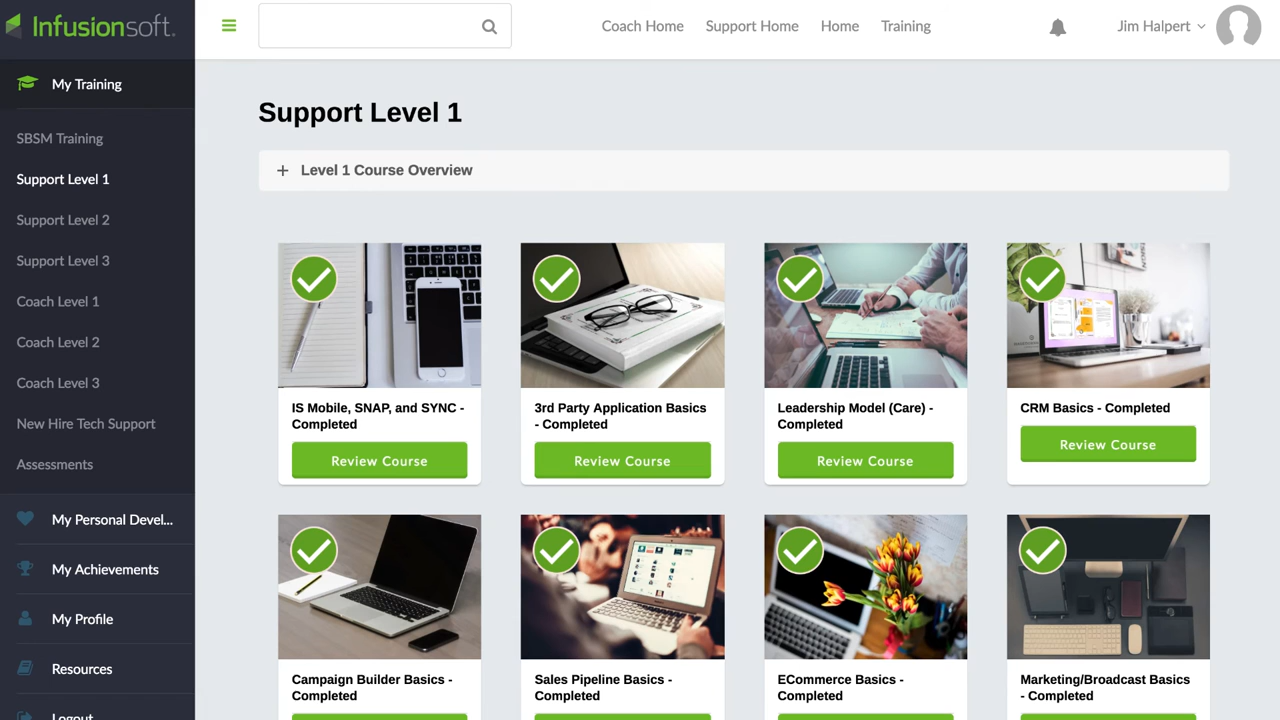 Infusionsoft.
Coach Home
Support Home
Home
Training
Jim Halpert
My Training
SBSM Training
Support Level 1
Support Level 2
Support Level 3
Coach Level 1
Coach Level 2
Coach Level 3
New Hire Tech Support
Assessments
My Personal Devel...
My Achievements
My Profile
Resources
Logout
Support Level 1
+ Level 1 Course Overview
IS Mobile, SNAP, and SYNC -
Completed
Review Course
3rd Party Application Basics
- Completed
Review Course
Leadership Model (Care) -
Completed
Review Course
CRM Basics - Completed
Review Course
Campaign Builder Basics -
Completed
Sales Pipeline Basics -
Completed
ECommerce Basics -
Completed
Marketing/Broadcast Basics
- Completed